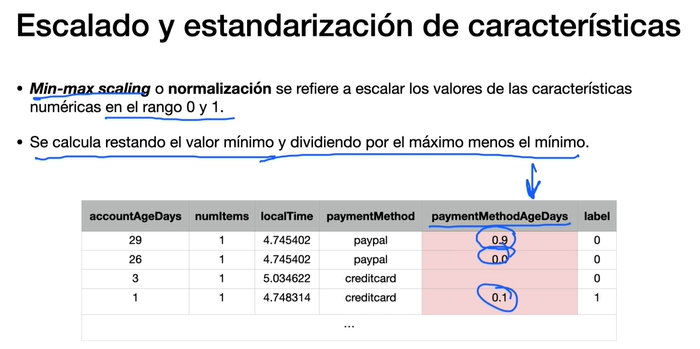 Escalado y estandarización de características
• Min-max scaling o normalización se refiere a escalar los valores de las características
numéricas en el rango 0 y 1.
• Se calcula restando el valor mínimo y dividiendo por el máximo menos el mínimo.
accountAgeDays numItems localTime paymentMethod paymentMethodAgeDays label
29 1 4.745402 paypal 0.9 0
26 1 4.745402 paypal 0.0 0
3 1 5.034622 creditcard 0
1 1 4.748314 creditcard 0.1 1
...